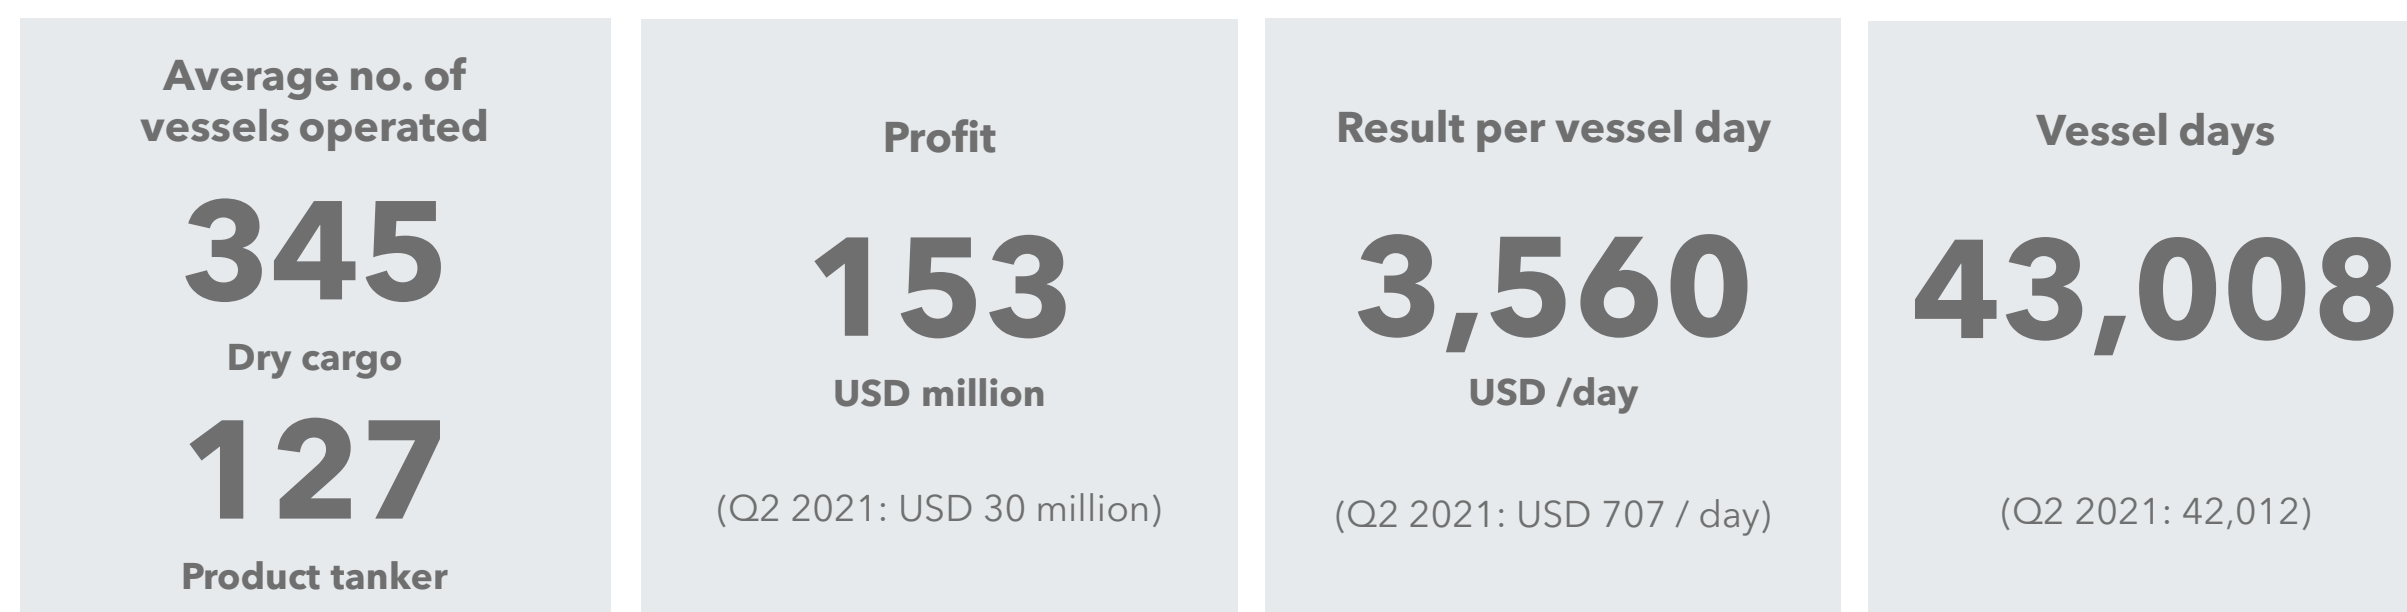 Average no. of
vessels operated
345
Dry cargo
127
Product tanker
Profit
153
USD million
(Q2 2021: USD 30 million)
Result per vessel day
3,560
USD /day
(Q2 2021: USD 707 / day)
Vessel days
43,008
(Q2 2021: 42,012)